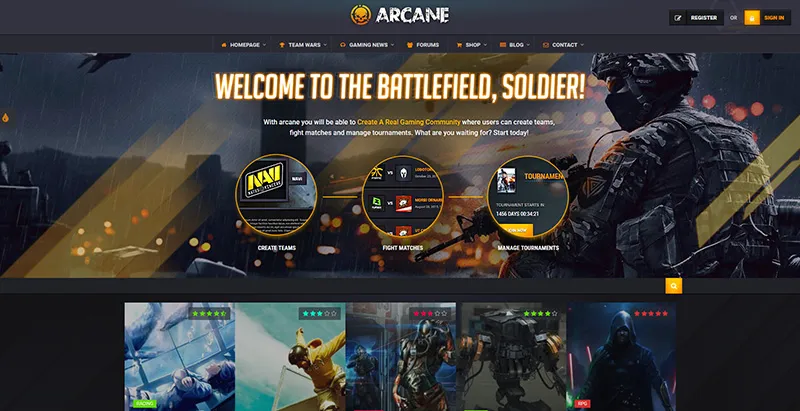 ARCANE
REGISTER OR SIGN IN
HOMEPAGE TEAM WARS GAMING NEWS FORUMS SHOP BLOG CONTACT
WELCOME TO THE BATTLEFIELD, SOLDIER!
With arcane you will be able to Create A Real Gaming Community where users can create teams,
fight matches and manage tournaments. What are you waiting for? Start today!
NAVI
NAVI
VS
VS
TOURNAMEN
TOURNAMENT STARTS IN
1456 DAYS 00:34:21
CREATE TEAMS
FIGHT MATCHES
MANAGE TOURNAMENTS
RACING
RPG